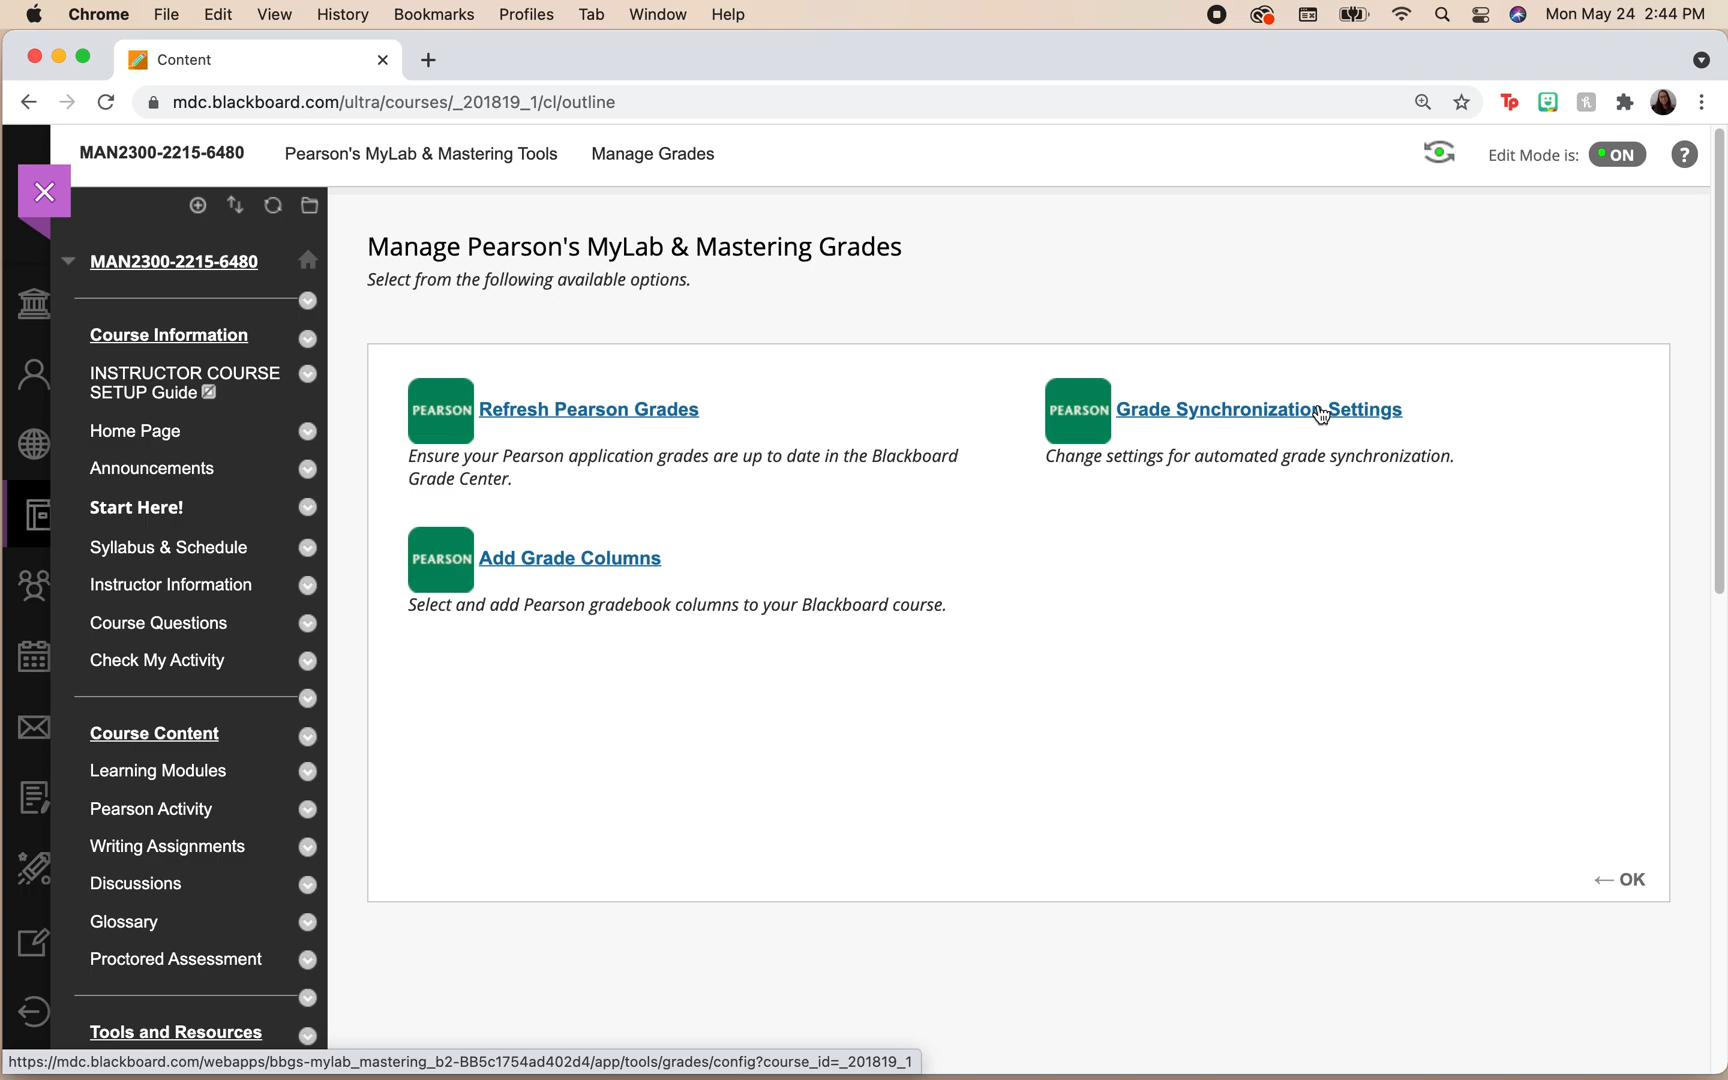 Chrome File Edit View History Bookmarks Profiles Tab Window Help Mon May 24 2:44 PM
Content
mdc.blackboard.com/ultra/courses/_201819_1/cl/outline
Tp
MAN2300-2215-6480 Pearson's MyLab & Mastering Tools Manage Grades Edit Mode is: ON ?
MAN2300-2215-6480
Course Information
INSTRUCTOR COURSE
SETUP Guide
Home Page
Announcements
Start Here!
Syllabus & Schedule
Instructor Information
Course Questions
Check My Activity
Course Content
Learning Modules
Pearson Activity
Writing Assignments
Discussions
Glossary
Proctored Assessment
Tools and Resources
Manage Pearson's MyLab & Mastering Grades
Select from the following available options.
PEARSON Refresh Pearson Grades
Ensure your Pearson application grades are up to date in the Blackboard
Grade Center.
PEARSON Grade Synchronization Settings
Change settings for automated grade synchronization.
PEARSON Add Grade Columns
Select and add Pearson gradebook columns to your Blackboard course.
← OK
https://mdc.blackboard.com/webapps/bbgs-mylab_mastering_b2-BB5c1754ad402d4/app/tools/grades/config?course_id=_201819_1